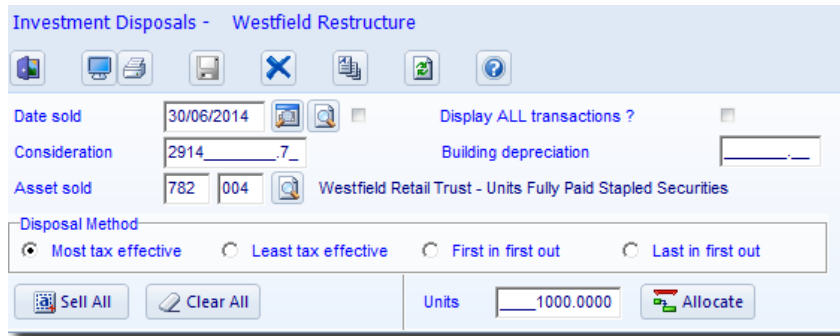 Investment Disposals - Westfield Restructure
Date sold 30/06/2014 Display ALL transactions ?
Consideration 2914________.7_ Building depreciation _______.__
Asset sold 782 004 Westfield Retail Trust - Units Fully Paid Stapled Securities
Disposal Method
Most tax effective Least tax effective First in first out Last in first out
Sell All Clear All Units ____1000.0000 Allocate